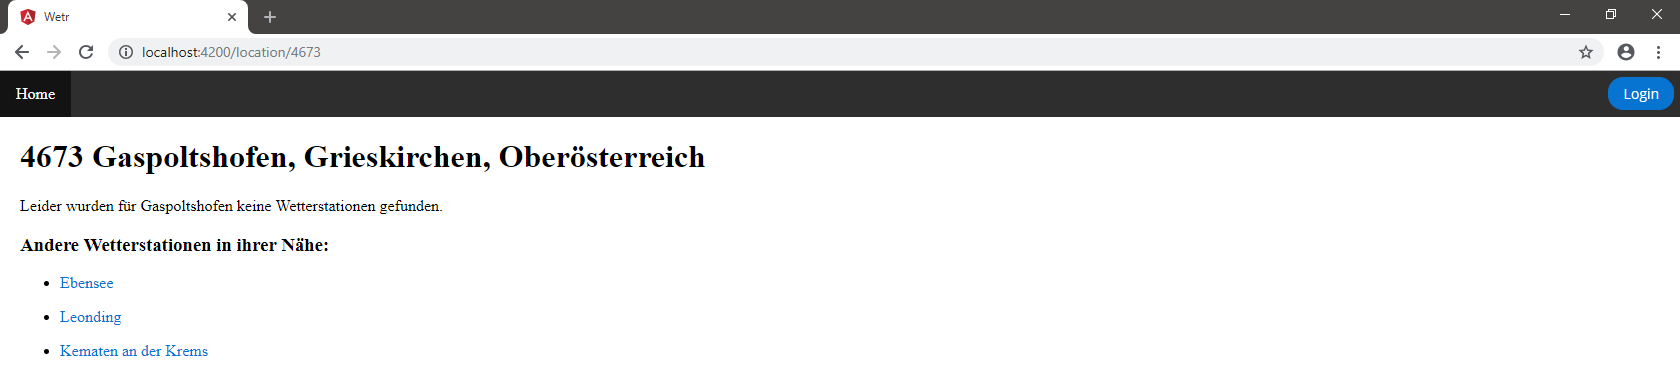 Wetr
localhost:4200/location/4673
Home
Login
4673 Gaspoltshofen, Grieskirchen, Oberösterreich
Leider wurden für Gaspoltshofen keine Wetterstationen gefunden.
Andere Wetterstationen in ihrer Nähe:
Ebensee
Leonding
Kematen an der Krems